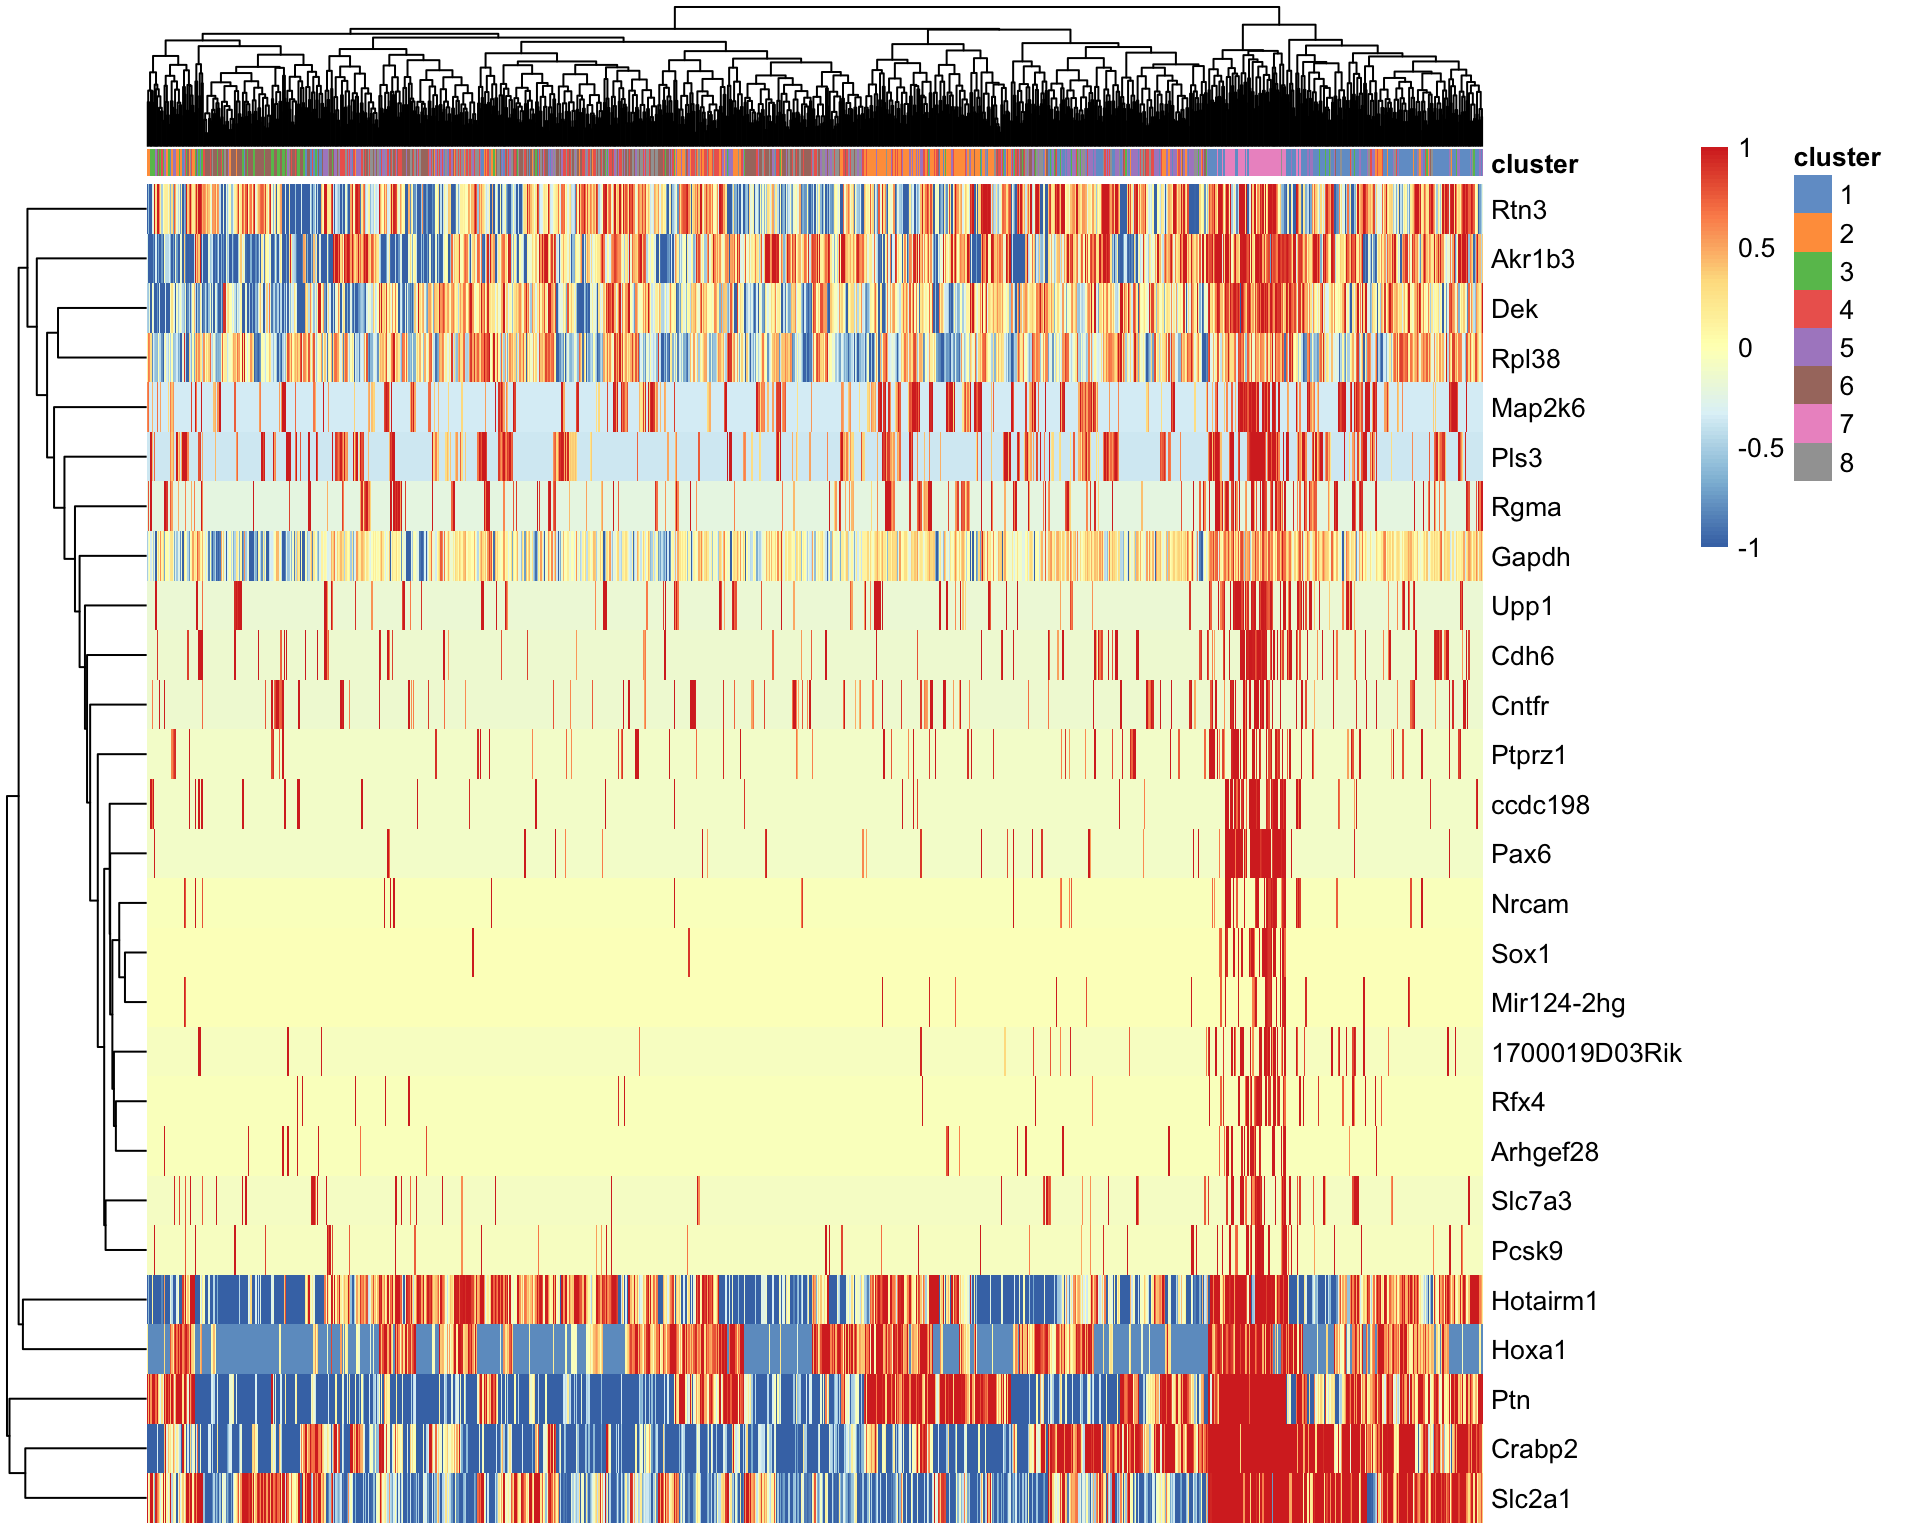 cluster
Rtn3
Akr1b3
Dek
Rpl38
Map2k6
Pls3
Rgma
Gapdh
Upp1
Cdh6
Cntfr
Ptprz1
ccdc198
Pax6
Nrcam
Sox1
Mir124-2hg
1700019D03Rik
Rfx4
Arhgef28
Slc7a3
Pcsk9
Hotairm1
Hoxa1
Ptn
Crabp2
Slc2a1
1
0.5
0
-0.5
-1
cluster
1
2
3
4
5
6
7
8